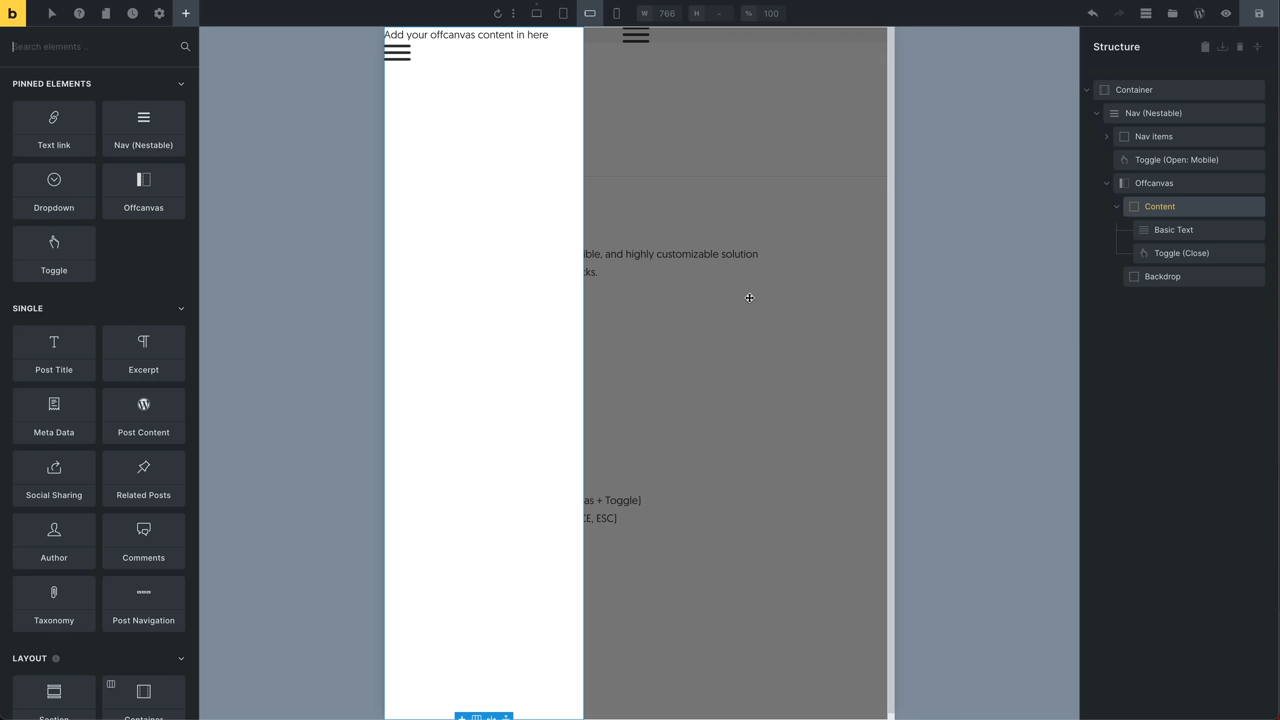 b
W 766 H - % 100
Search elements ..
PINNED ELEMENTS
Text link
Nav (Nestable)
Dropdown
Offcanvas
Toggle
SINGLE
Post Title
Excerpt
Meta Data
Post Content
Social Sharing
Related Posts
Author
Comments
Taxonomy
Post Navigation
LAYOUT
Section
Container
Add your offcanvas content in here
ible, and highly customizable solution
ks.
as + Toggle)
CE, ESC)
Structure
Container
Nav (Nestable)
Nav items
Toggle (Open: Mobile)
Offcanvas
Content
Basic Text
Toggle (Close)
Backdrop